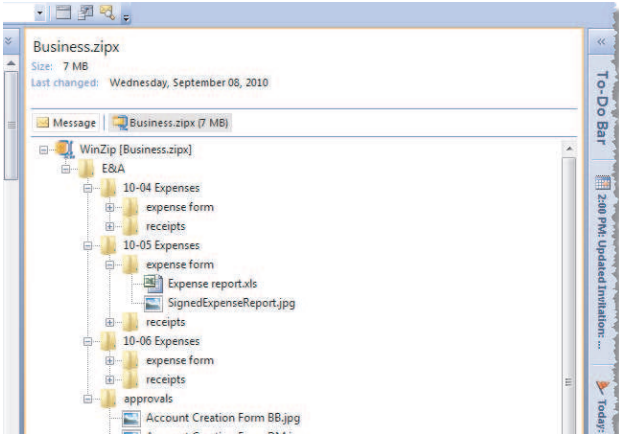 Business.zipx
Size: 7 MB
Last changed: Wednesday, September 08, 2010
Message
Business.zipx (7 MB)
WinZip [Business.zipx]
E&A
10-04 Expenses
expense form
receipts
10-05 Expenses
expense form
Expense report.xls
SignedExpenseReport.jpg
receipts
10-06 Expenses
expense form
receipts
approvals
Account Creation Form BB.jpg
To-Do Bar
2:00 PM: Updated Invitation: ...
Today: